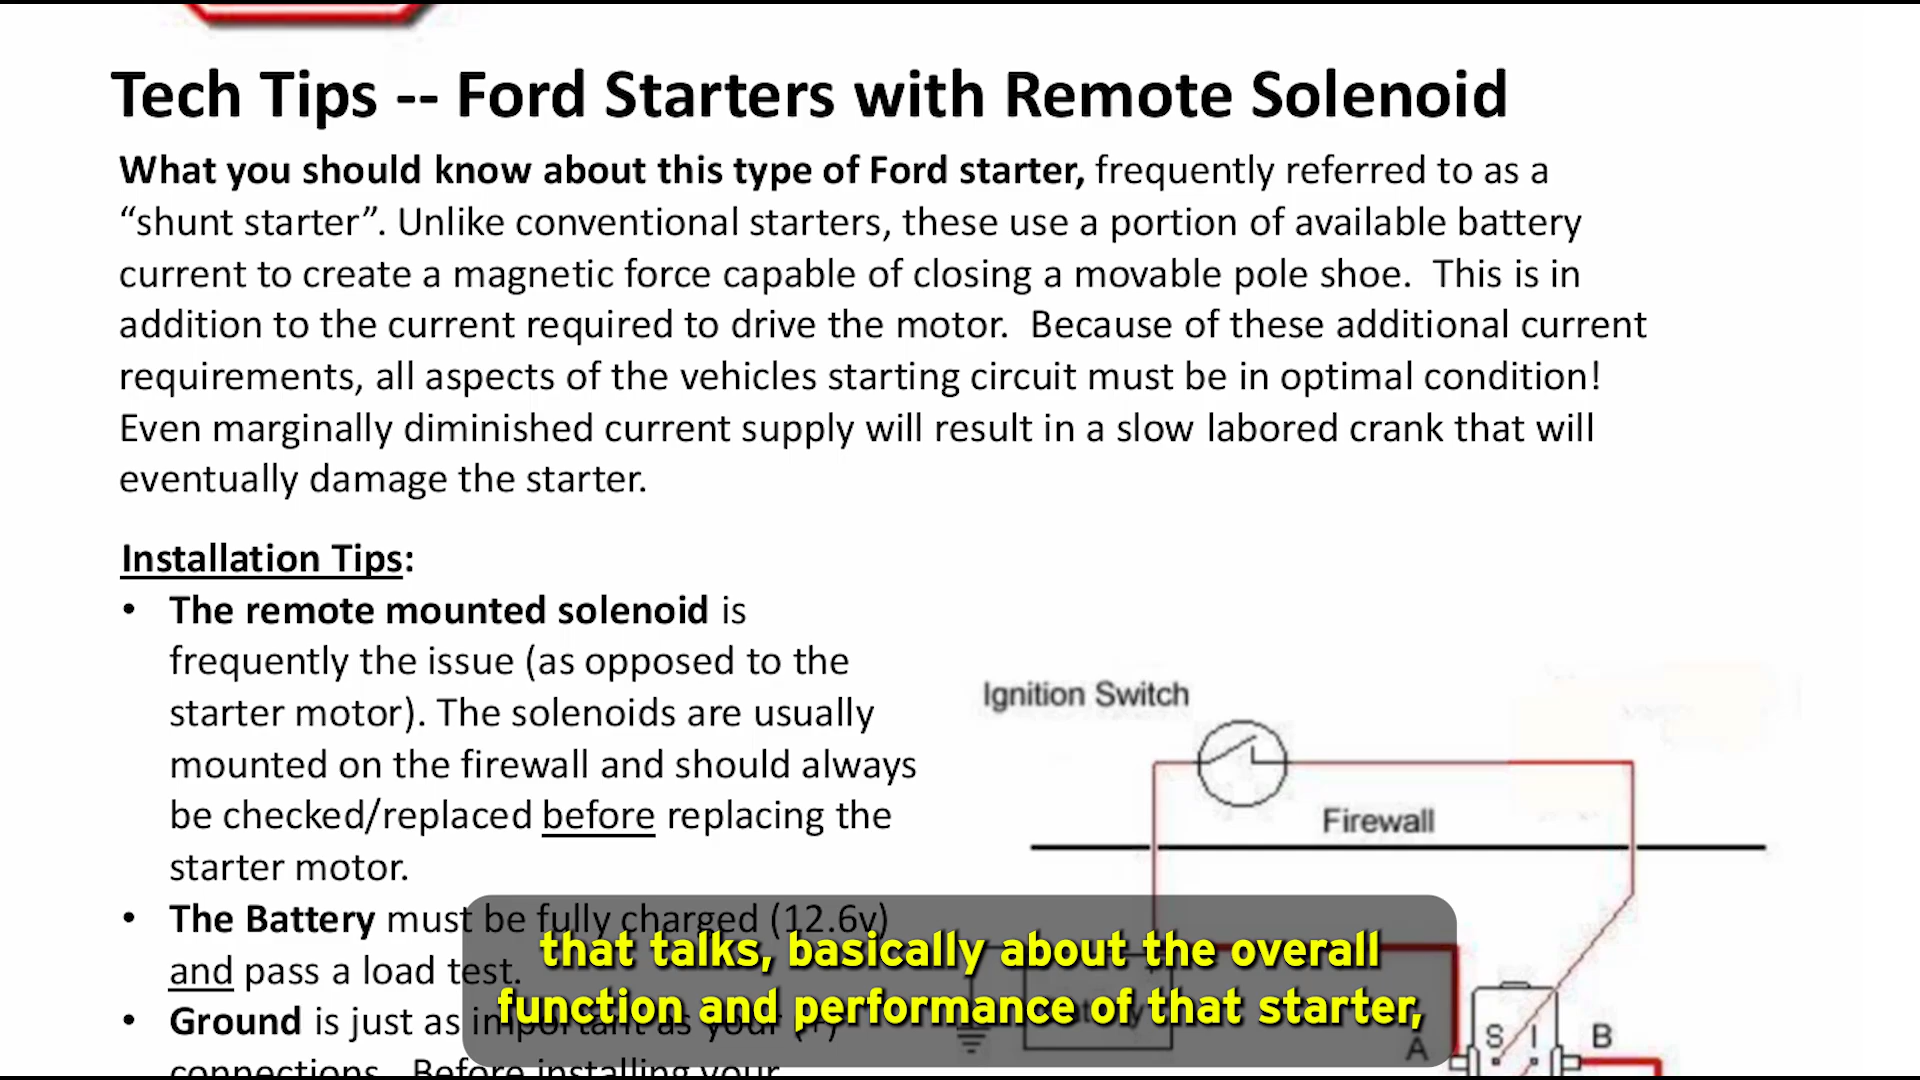 Tech Tips -- Ford Starters with Remote Solenoid
What you should know about this type of Ford starter, frequently referred to as a
“shunt starter”. Unlike conventional starters, these use a portion of available battery
current to create a magnetic force capable of closing a movable pole shoe.  This is in
addition to the current required to drive the motor.  Because of these additional current
requirements, all aspects of the vehicles starting circuit must be in optimal condition!
Even marginally diminished current supply will result in a slow labored crank that will
eventually damage the starter.
Installation Tips:
• The remote mounted solenoid is
frequently the issue (as opposed to the
starter motor). The solenoids are usually
mounted on the firewall and should always
be checked/replaced before replacing the
starter motor.
• The Battery must be fully charged (12.6v)
and pass a load test.
• Ground is just as important as your (+)
connections.  Before installing your
Ignition Switch
Firewall
S I
A
B
that talks, basically about the overall
function and performance of that starter,